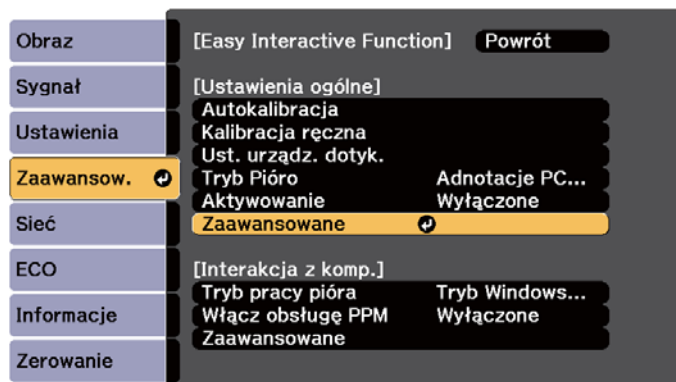 Obraz
Sygnał
Ustawienia
Zaawansow.
Sieć
ECO
Informacje
Zerowanie
[Easy Interactive Function] Powrót
[Ustawienia ogólne]
Autokalibracja
Kalibracja ręczna
Ust. urządz. dotyk.
Tryb Pióro Adnotacje PC...
Aktywowanie Wyłączone
Zaawansowane
[Interakcja z komp.]
Tryb pracy pióra Tryb Windows...
Włącz obsługę PPM Wyłączone
Zaawansowane